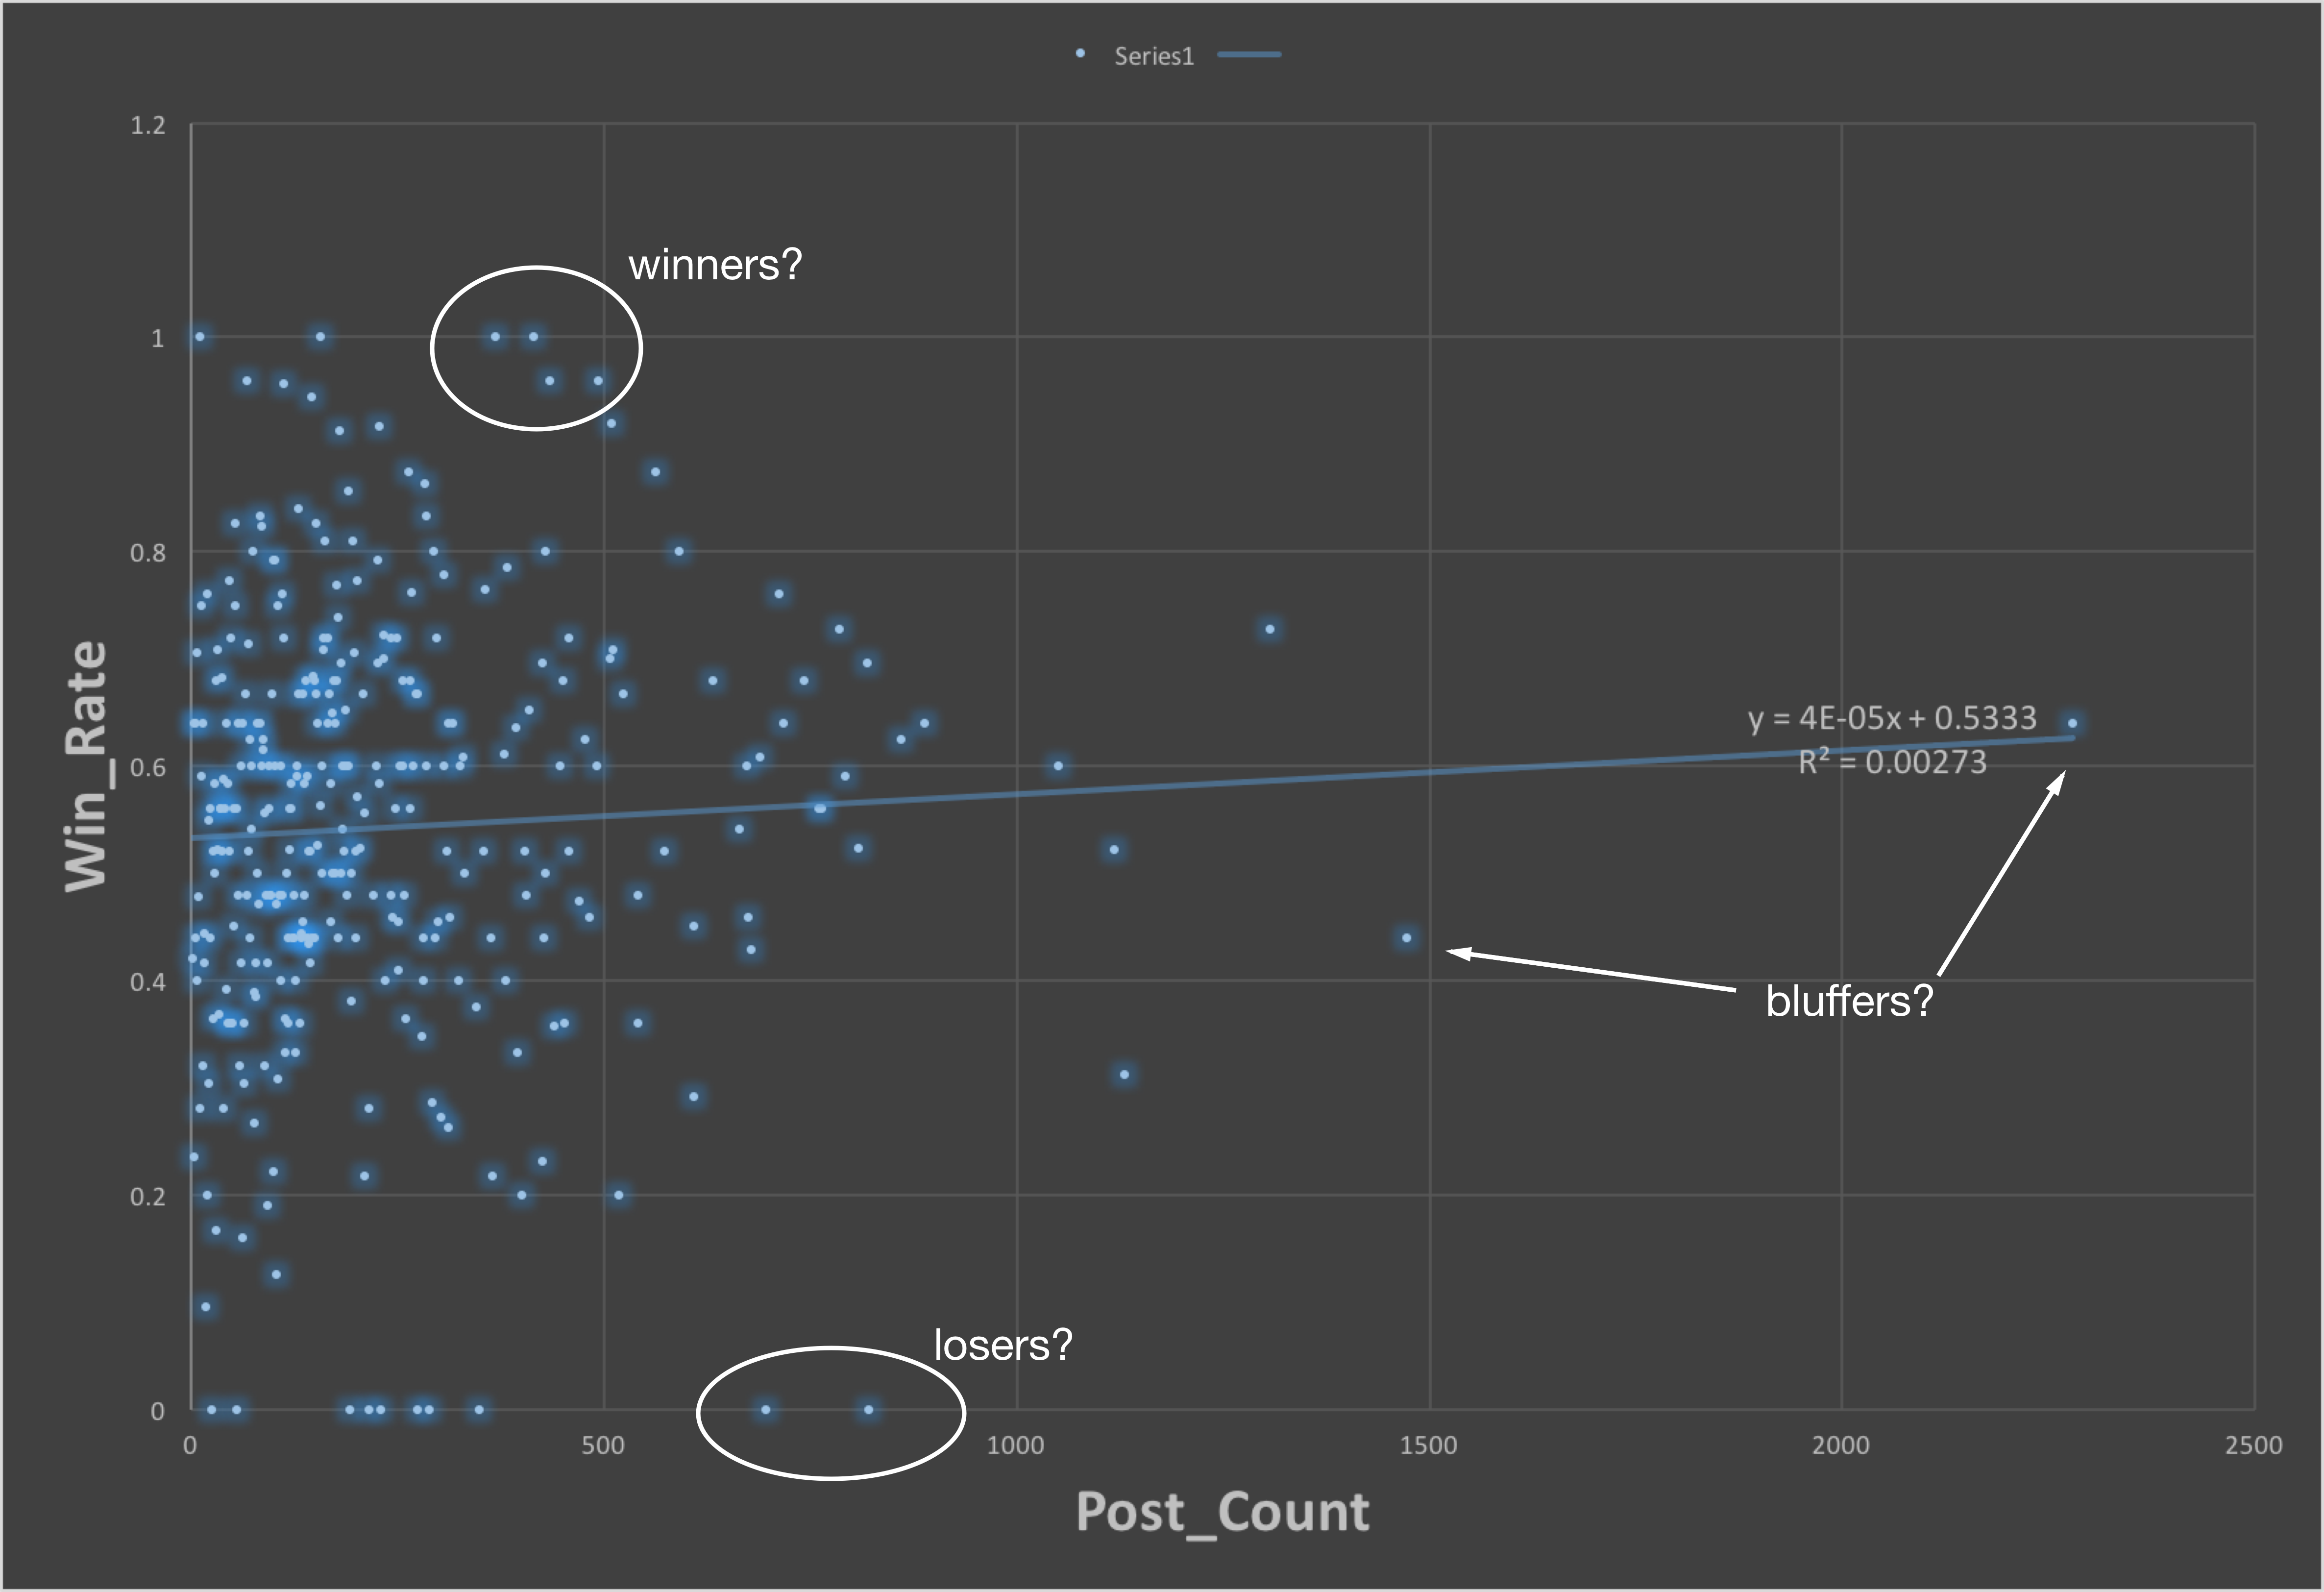 Series1
1.2
winners?
1
0.8
Win_Rate
y = 4E-05x + 0.5333
R² = 0.00273
0.6
0.4
bluffers?
0.2
losers?
0
0 500 1000 1500 2000 2500
Post_Count